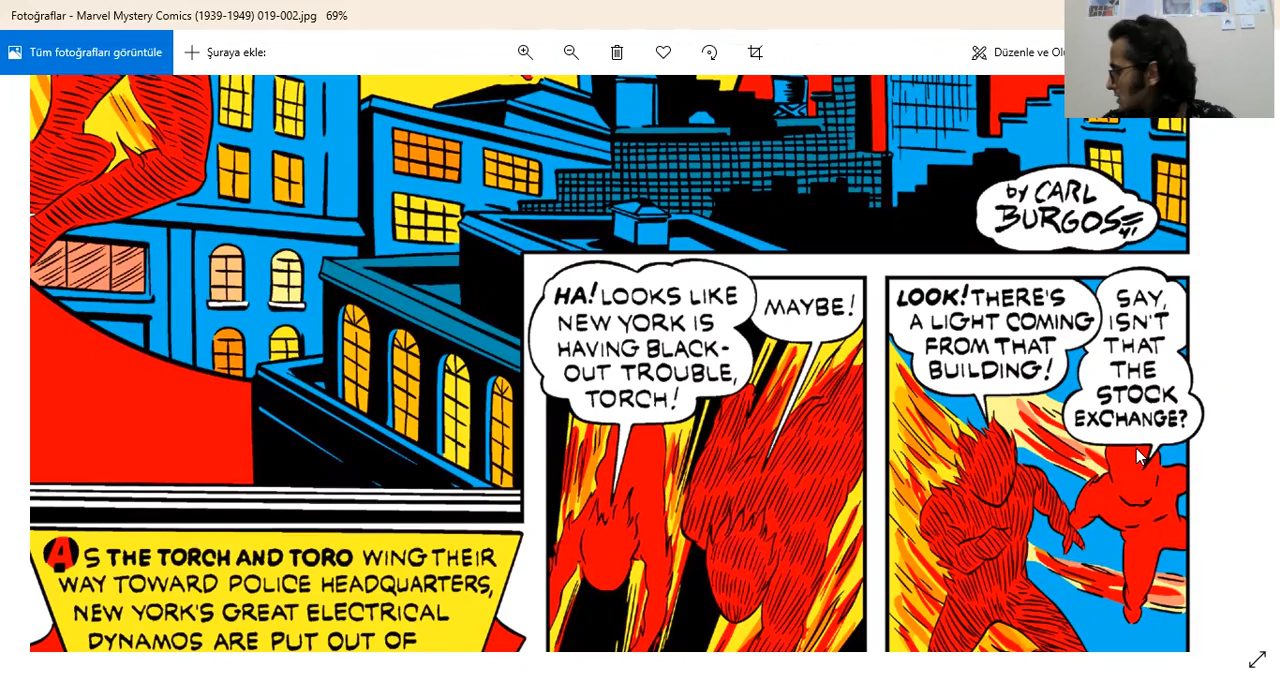 Fotoğraflar - Marvel Mystery Comics (1939-1949) 019-002.jpg   69%
Tüm fotoğrafları görüntüle
Şuraya ekle:
Düzenle ve Olu
by CARL
BURGOS
41
HA! LOOKS LIKE
NEW YORK IS
HAVING BLACK-
OUT TROUBLE,
TORCH!
MAYBE!
LOOK! THERE'S
A LIGHT COMING
FROM THAT
BUILDING!
SAY,
ISN'T
THAT
THE
STOCK
EXCHANGE?
AS THE TORCH AND TORO WING THEIR
WAY TOWARD POLICE HEADQUARTERS,
NEW YORK'S GREAT ELECTRICAL
DYNAMOS ARE PUT OUT OF